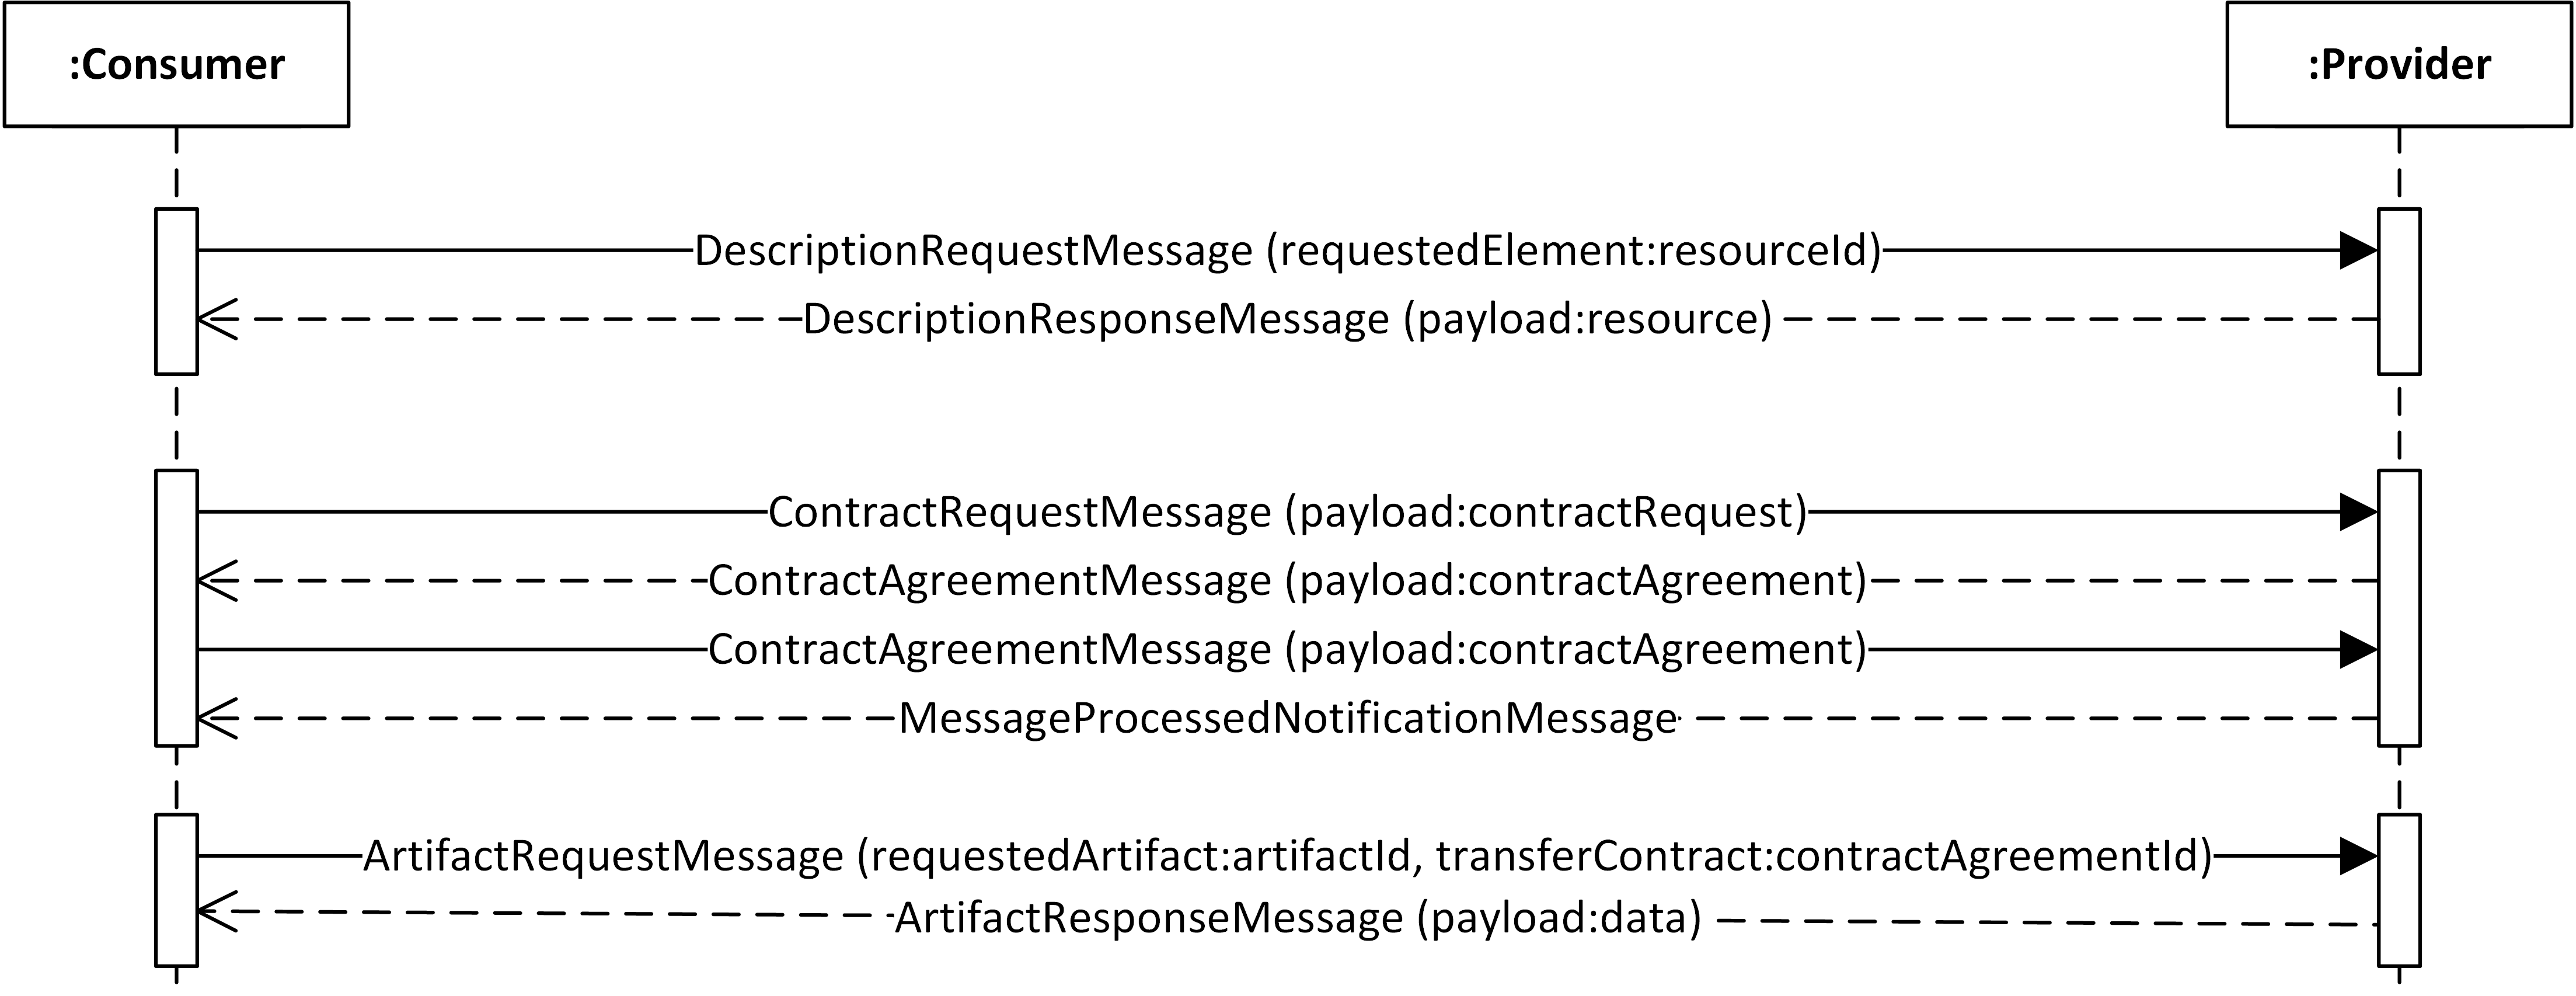 :Consumer
:Provider
DescriptionRequestMessage (requestedElement:resourceId)
DescriptionResponseMessage (payload:resource)
ContractRequestMessage (payload:contractRequest)
ContractAgreementMessage (payload:contractAgreement)
ContractAgreementMessage (payload:contractAgreement)
MessageProcessedNotificationMessage
ArtifactRequestMessage (requestedArtifact:artifactId, transferContract:contractAgreementId)
ArtifactResponseMessage (payload:data)